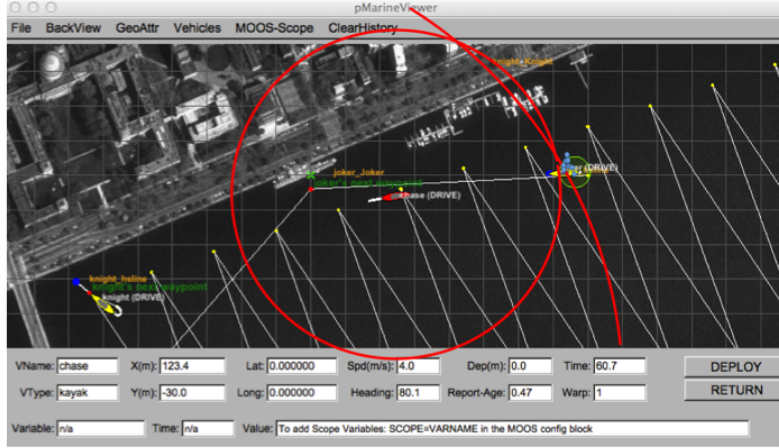 pMarineViewer
File BackView GeoAttr Vehicles MOOS-Scope ClearHistory
knight_Knight
joker_Joker
joker's next waypoint
(DRIVE)
chase (DRIVE)
knight_hsline
knight's next waypoint
knight (DRIVE)
VName: chase X(m): 123.4 Lat: 0.000000 Spd(m/s): 4.0 Dep(m): 0.0 Time: 60.7 DEPLOY
VType: kayak Y(m): -30.0 Long: 0.000000 Heading: 80.1 Report-Age: 0.47 Warp: 1 RETURN
Variable: n/a Time: n/a Value: To add Scope Variables: SCOPE=VARNAME in the MOOS config block